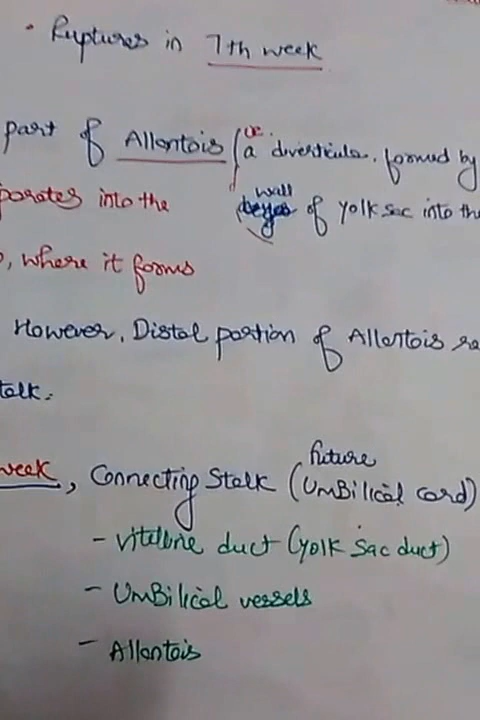 • Ruptures in 7th week
part of Allantois (ie. a diverticula, formed by
wall
porates into the of yolk sac into the
, where it forms
However, Distal portion of Allantois re
talk.
future
week, Connecting Stalk (UmBilical cord)
- vitelline duct (yolk sac duct)
- UmBilical vessels
- Allantois